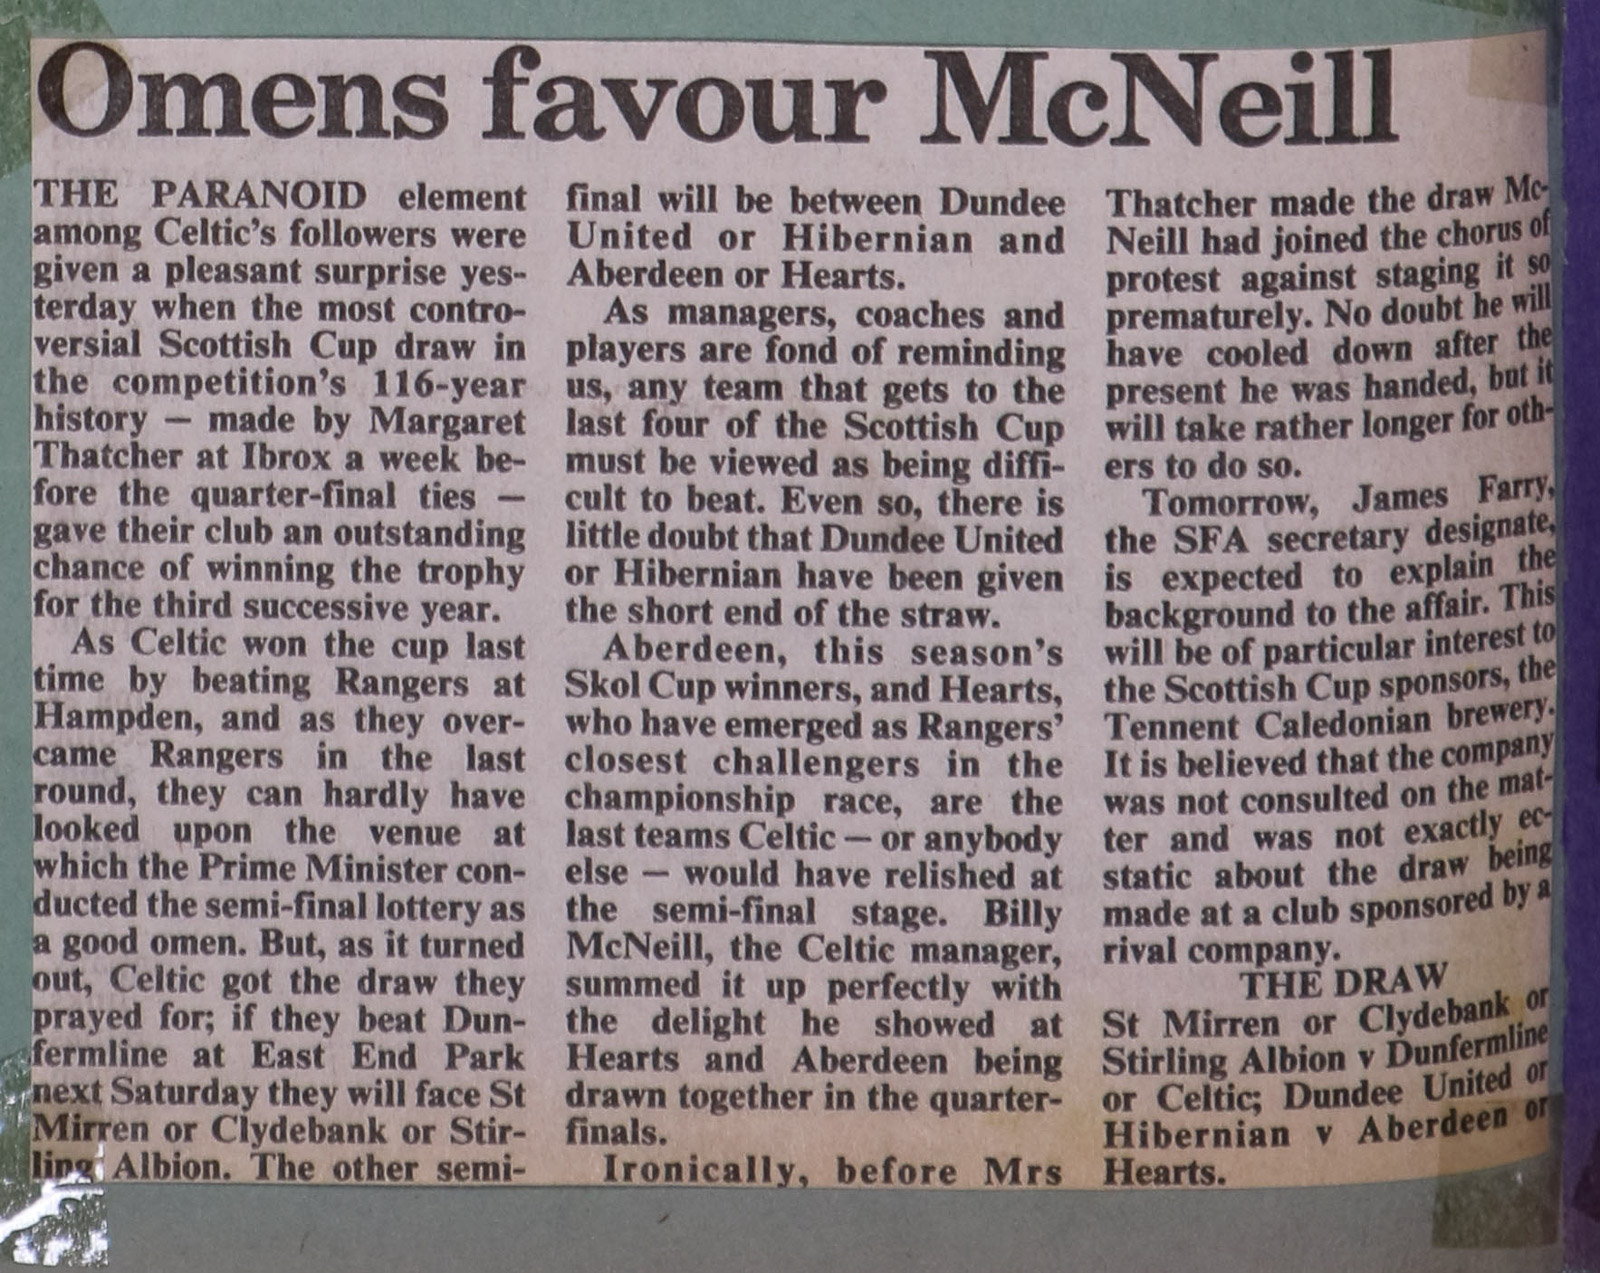 Omens favour McNeill
THE PARANOID element
among Celtic's followers were
given a pleasant surprise yes-
terday when the most contro-
versial Scottish Cup draw in
the competition's 116-year
history — made by Margaret
Thatcher at Ibrox a week be-
fore the quarter-final ties —
gave their club an outstanding
chance of winning the trophy
for the third successive year.
As Celtic won the cup last
time by beating Rangers at
Hampden, and as they over-
came Rangers in the last
round, they can hardly have
looked upon the venue at
which the Prime Minister con-
ducted the semi-final lottery as
a good omen. But, as it turned
out, Celtic got the draw they
prayed for; if they beat Dun-
fermline at East End Park
next Saturday they will face St
Mirren or Clydebank or Stir-
ling Albion. The other semi-
final will be between Dundee
United or Hibernian and
Aberdeen or Hearts.
As managers, coaches and
players are fond of reminding
us, any team that gets to the
last four of the Scottish Cup
must be viewed as being diffi-
cult to beat. Even so, there is
little doubt that Dundee United
or Hibernian have been given
the short end of the straw.
Aberdeen, this season's
Skol Cup winners, and Hearts,
who have emerged as Rangers'
closest challengers in the
championship race, are the
last teams Celtic — or anybody
else — would have relished at
the semi-final stage. Billy
McNeill, the Celtic manager,
summed it up perfectly with
the delight he showed at
Hearts and Aberdeen being
drawn together in the quarter-
finals.
Ironically, before Mrs
Thatcher made the draw Mc-
Neill had joined the chorus of
protest against staging it so
prematurely. No doubt he will
have cooled down after the
present he was handed, but it
will take rather longer for oth-
ers to do so.
Tomorrow, James Farry,
the SFA secretary designate,
is expected to explain the
background to the affair. This
will be of particular interest to
the Scottish Cup sponsors, the
Tennent Caledonian brewery.
It is believed that the company
was not consulted on the mat-
ter and was not exactly ec-
static about the draw being
made at a club sponsored by a
rival company.
THE DRAW
St Mirren or Clydebank or
Stirling Albion v Dunfermline
or Celtic; Dundee United or
Hibernian v Aberdeen or
Hearts.